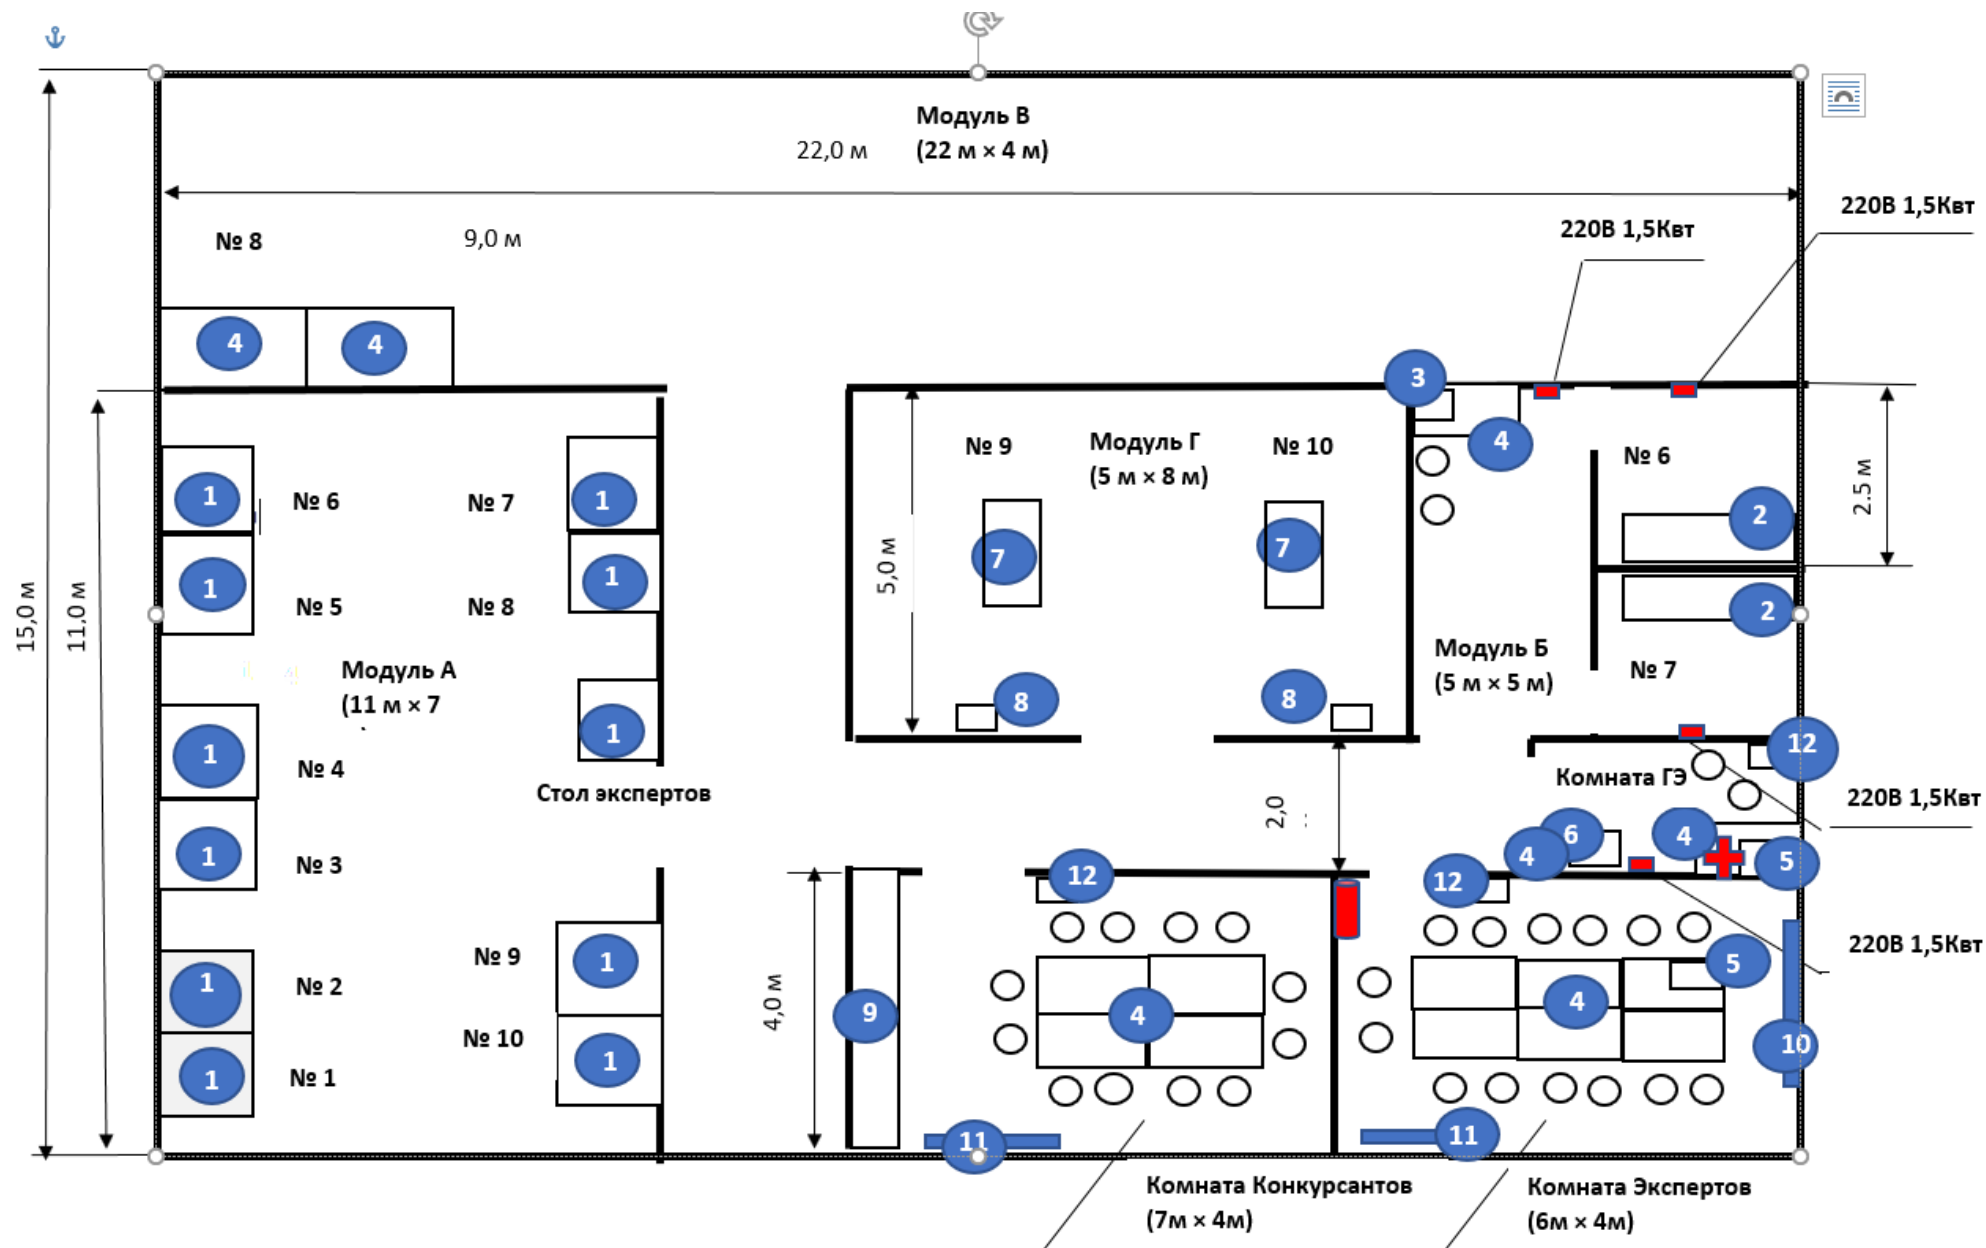 Модуль В
22,0 м
(22 м × 4 м)
220В 1,5Квт
220В 1,5Квт
№ 8
9,0 м
4
4
3
4
№ 9
Модуль Г
(5 м × 8 м)
№ 10
№ 6
2.5 м
1
№ 6
№ 7
1
7
7
2
5,0 м
1
№ 5
№ 8
1
2
15,0 м
11,0 м
Модуль А
(11 м × 7
Модуль Б
(5 м × 5 м)
№ 7
8
8
1
№ 4
1
Стол экспертов
12
Комната ГЭ
2,0
220В 1,5Квт
1
№ 3
6
4
4
5
12
12
220В 1,5Квт
№ 9
1
5
1
№ 2
4,0 м
9
4
4
№ 10
1
10
1
№ 1
11
11
Комната Конкурсантов
(7м × 4м)
Комната Экспертов
(6м × 4м)